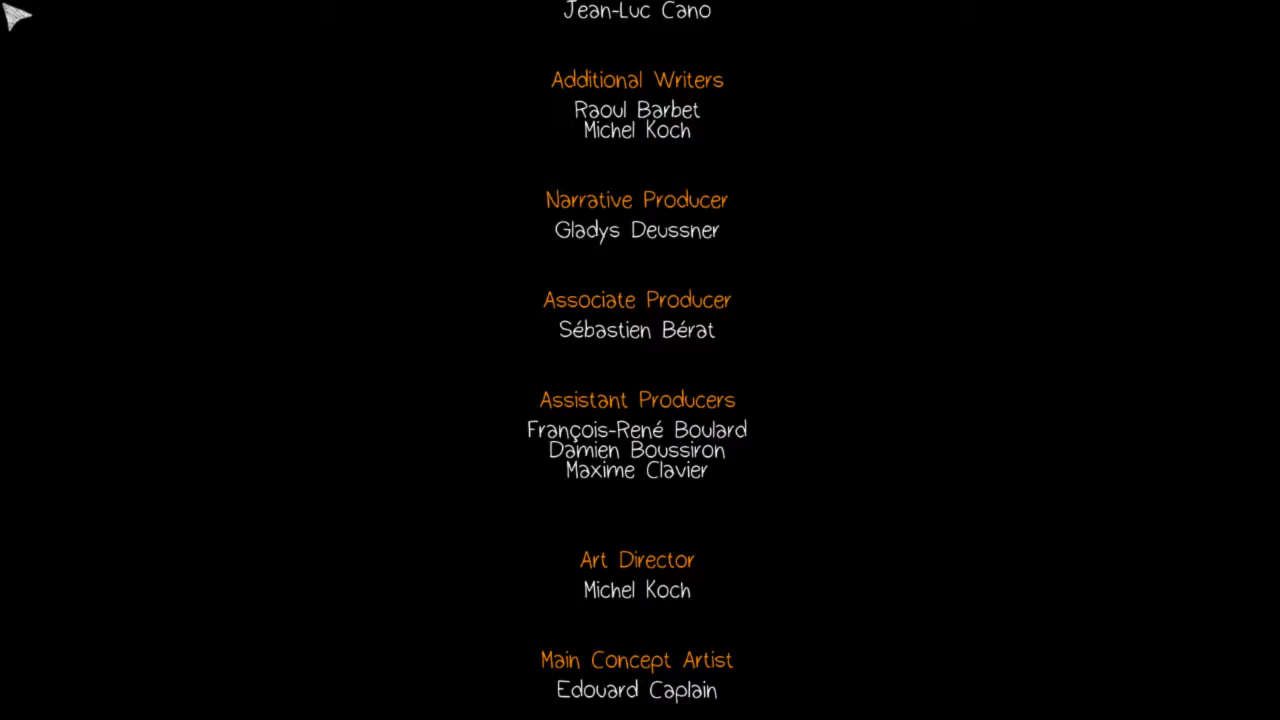 Jean-Luc Cano
Additional Writers
Raoul Barbet
Michel Koch
Narrative Producer
Gladys Deussner
Associate Producer
Sébastien Bérat
Assistant Producers
François-René Boulard
Damien Boussiron
Maxime Clavier
Art Director
Michel Koch
Main Concept Artist
Edouard Caplain